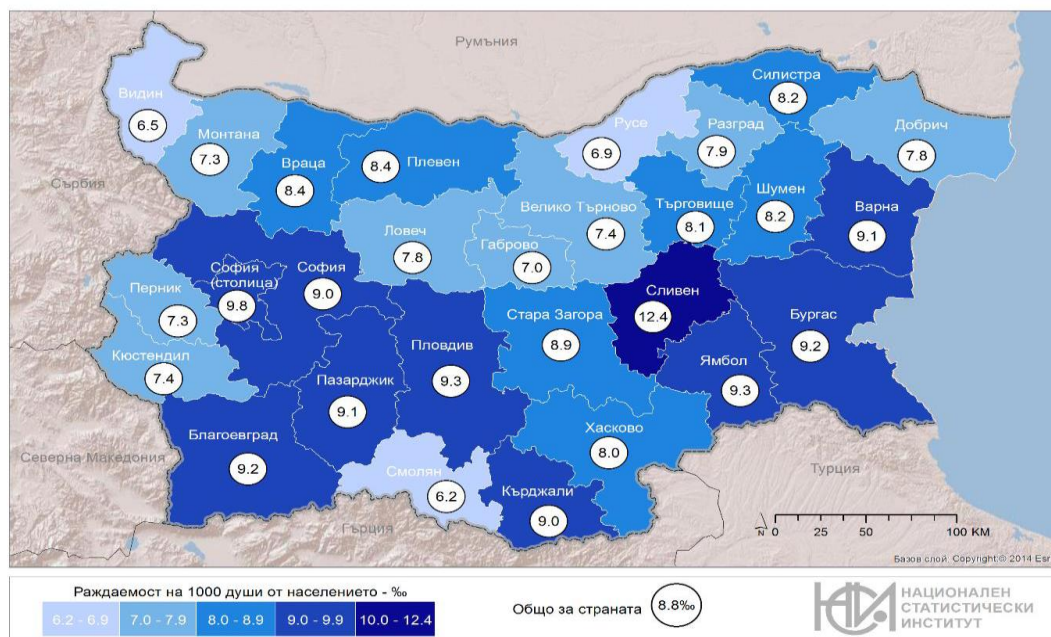 Румъния
Силистра
8.2
Видин
6.5
Монтана
7.3
Враца
8.4
Плевен
8.4
Русе
6.9
Разград
7.9
Добрич
7.8
Сърбия
Ловеч
7.8
Габрово
7.0
Велико Търново
7.4
Търговище
8.1
Шумен
8.2
Варна
9.1
Перник
7.3
София
(столица)
9.8
София
9.0
Сливен
12.4
Стара Загора
8.9
Бургас
9.2
Кюстендил
7.4
Пловдив
9.3
Ямбол
9.3
Пазарджик
9.1
Благоевград
9.2
Хасково
8.0
Северна Македония
Смолян
6.2
Кърджали
9.0
Турция
Гърция
N
0 25 50 100 KM
Базов слой: Copyright:© 2014 Esr
Раждаемост на 1000 души от населението - ‰
6.2 - 6.9 7.0 - 7.9 8.0 - 8.9 9.0 - 9.9 10.0 - 12.4
Общо за страната 8.8‰
НСИ НАЦИОНАЛЕН
СТАТИСТИЧЕСКИ
ИНСТИТУТ